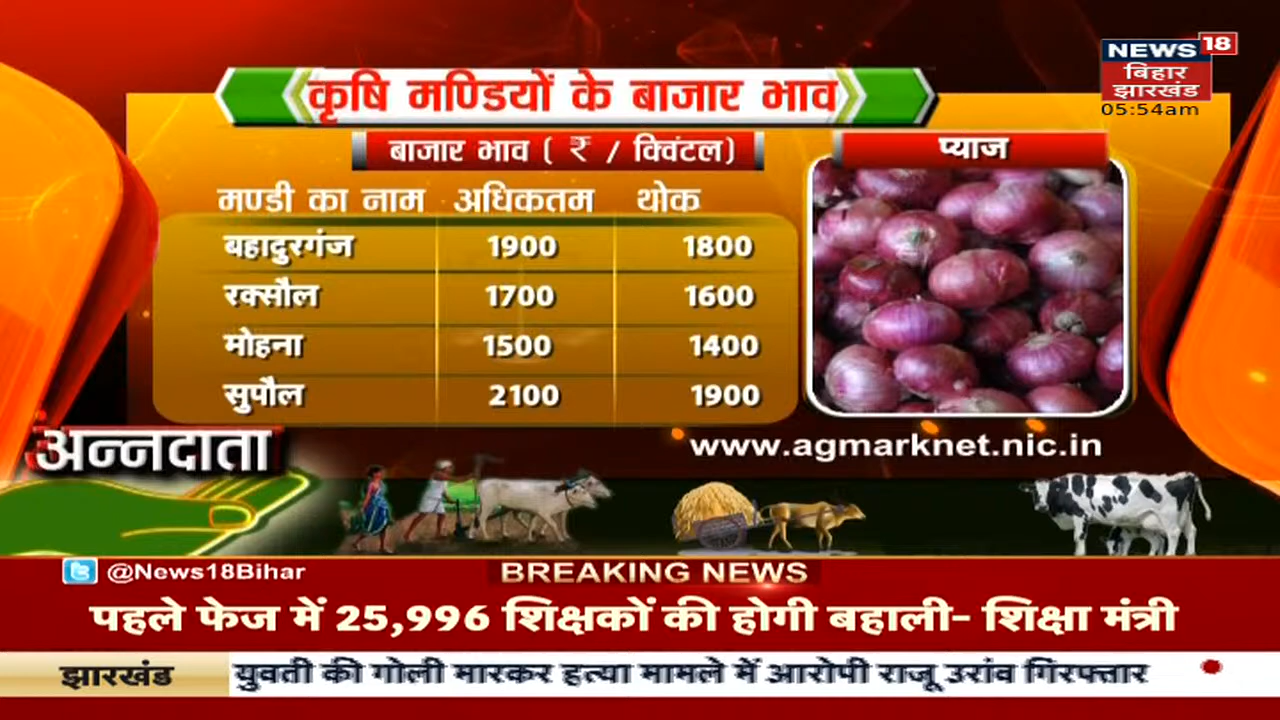 NEWS 18
बिहार
झारखंड
05:54am
कृषि मण्डियों के बाजार भाव
बाजार भाव ( ₹ / क्विंटल)
प्याज
मण्डी का नाम अधिकतम थोक
बहादुरगंज 1900 1800
रक्सौल 1700 1600
मोहना 1500 1400
सुपौल 2100 1900
अन्नदाता
www.agmarknet.nic.in
@News18Bihar
BREAKING NEWS
पहले फेज में 25,996 शिक्षकों की होगी बहाली- शिक्षा मंत्री
झारखंड युवती की गोली मारकर हत्या मामले में आरोपी राजू उरांव गिरफ्तार